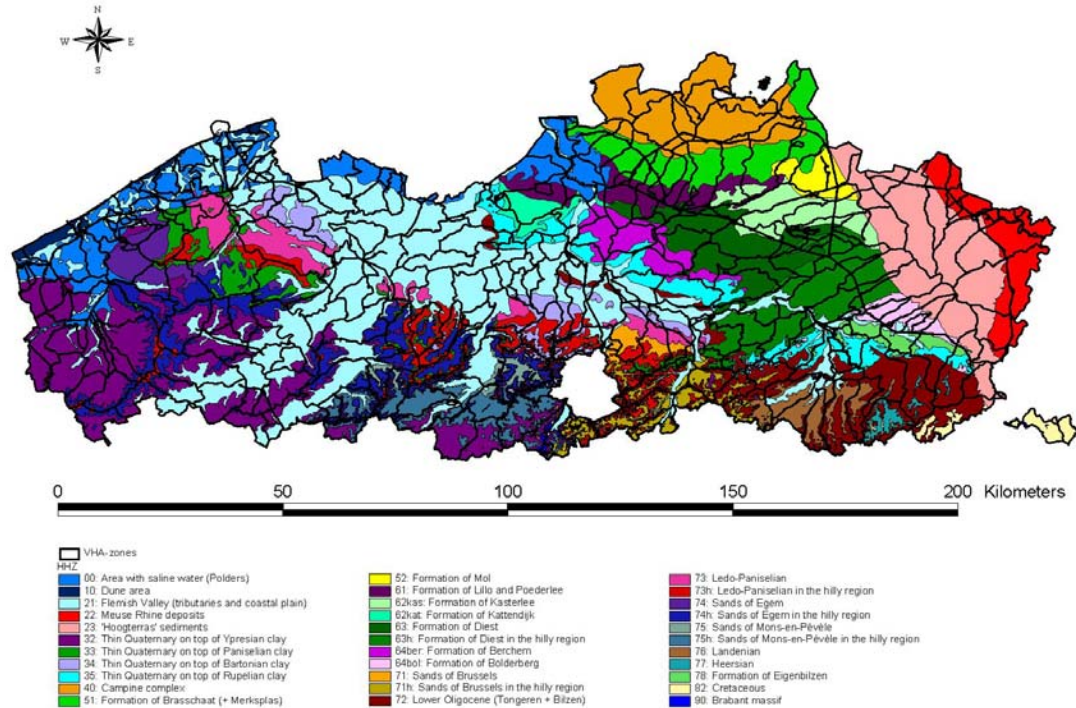 N
W E
S
0 50 100 150 200 Kilometers
VHA-zones
HHZ
00: Area with saline water (Polders)
10: Dune area
21: Flemish Valley (tributaries and coastal plain)
22: Meuse Rhine deposits
23: 'Hoogterras' sediments
32: Thin Quaternary on top of Ypresian clay
33: Thin Quaternary on top of Paniselian clay
34: Thin Quaternary on top of Bartonian clay
35: Thin Quaternary on top of Rupelian clay
40: Campine complex
51: Formation of Brasschaat (+ Merksplas)
52: Formation of Mol
61: Formation of Lillo and Poederlee
62kas: Formation of Kasterlee
62kat: Formation of Kattendijk
63: Formation of Diest
63h: Formation of Diest in the hilly region
64ber: Formation of Berchem
64bol: Formation of Bolderberg
71: Sands of Brussels
71h: Sands of Brussels in the hilly region
72: Lower Oligocene (Tongeren + Bilzen)
73: Ledo-Paniselian
73h: Ledo-Paniselian in the hilly region
74: Sands of Egem
74h: Sands of Egem in the hilly region
75: Sands of Mons-en-Pévèle
75h: Sands of Mons-en-Pévèle in the hilly region
76: Landenian
77: Heersian
78: Formation of Eigenbilzen
82: Cretaceous
90: Brabant massif